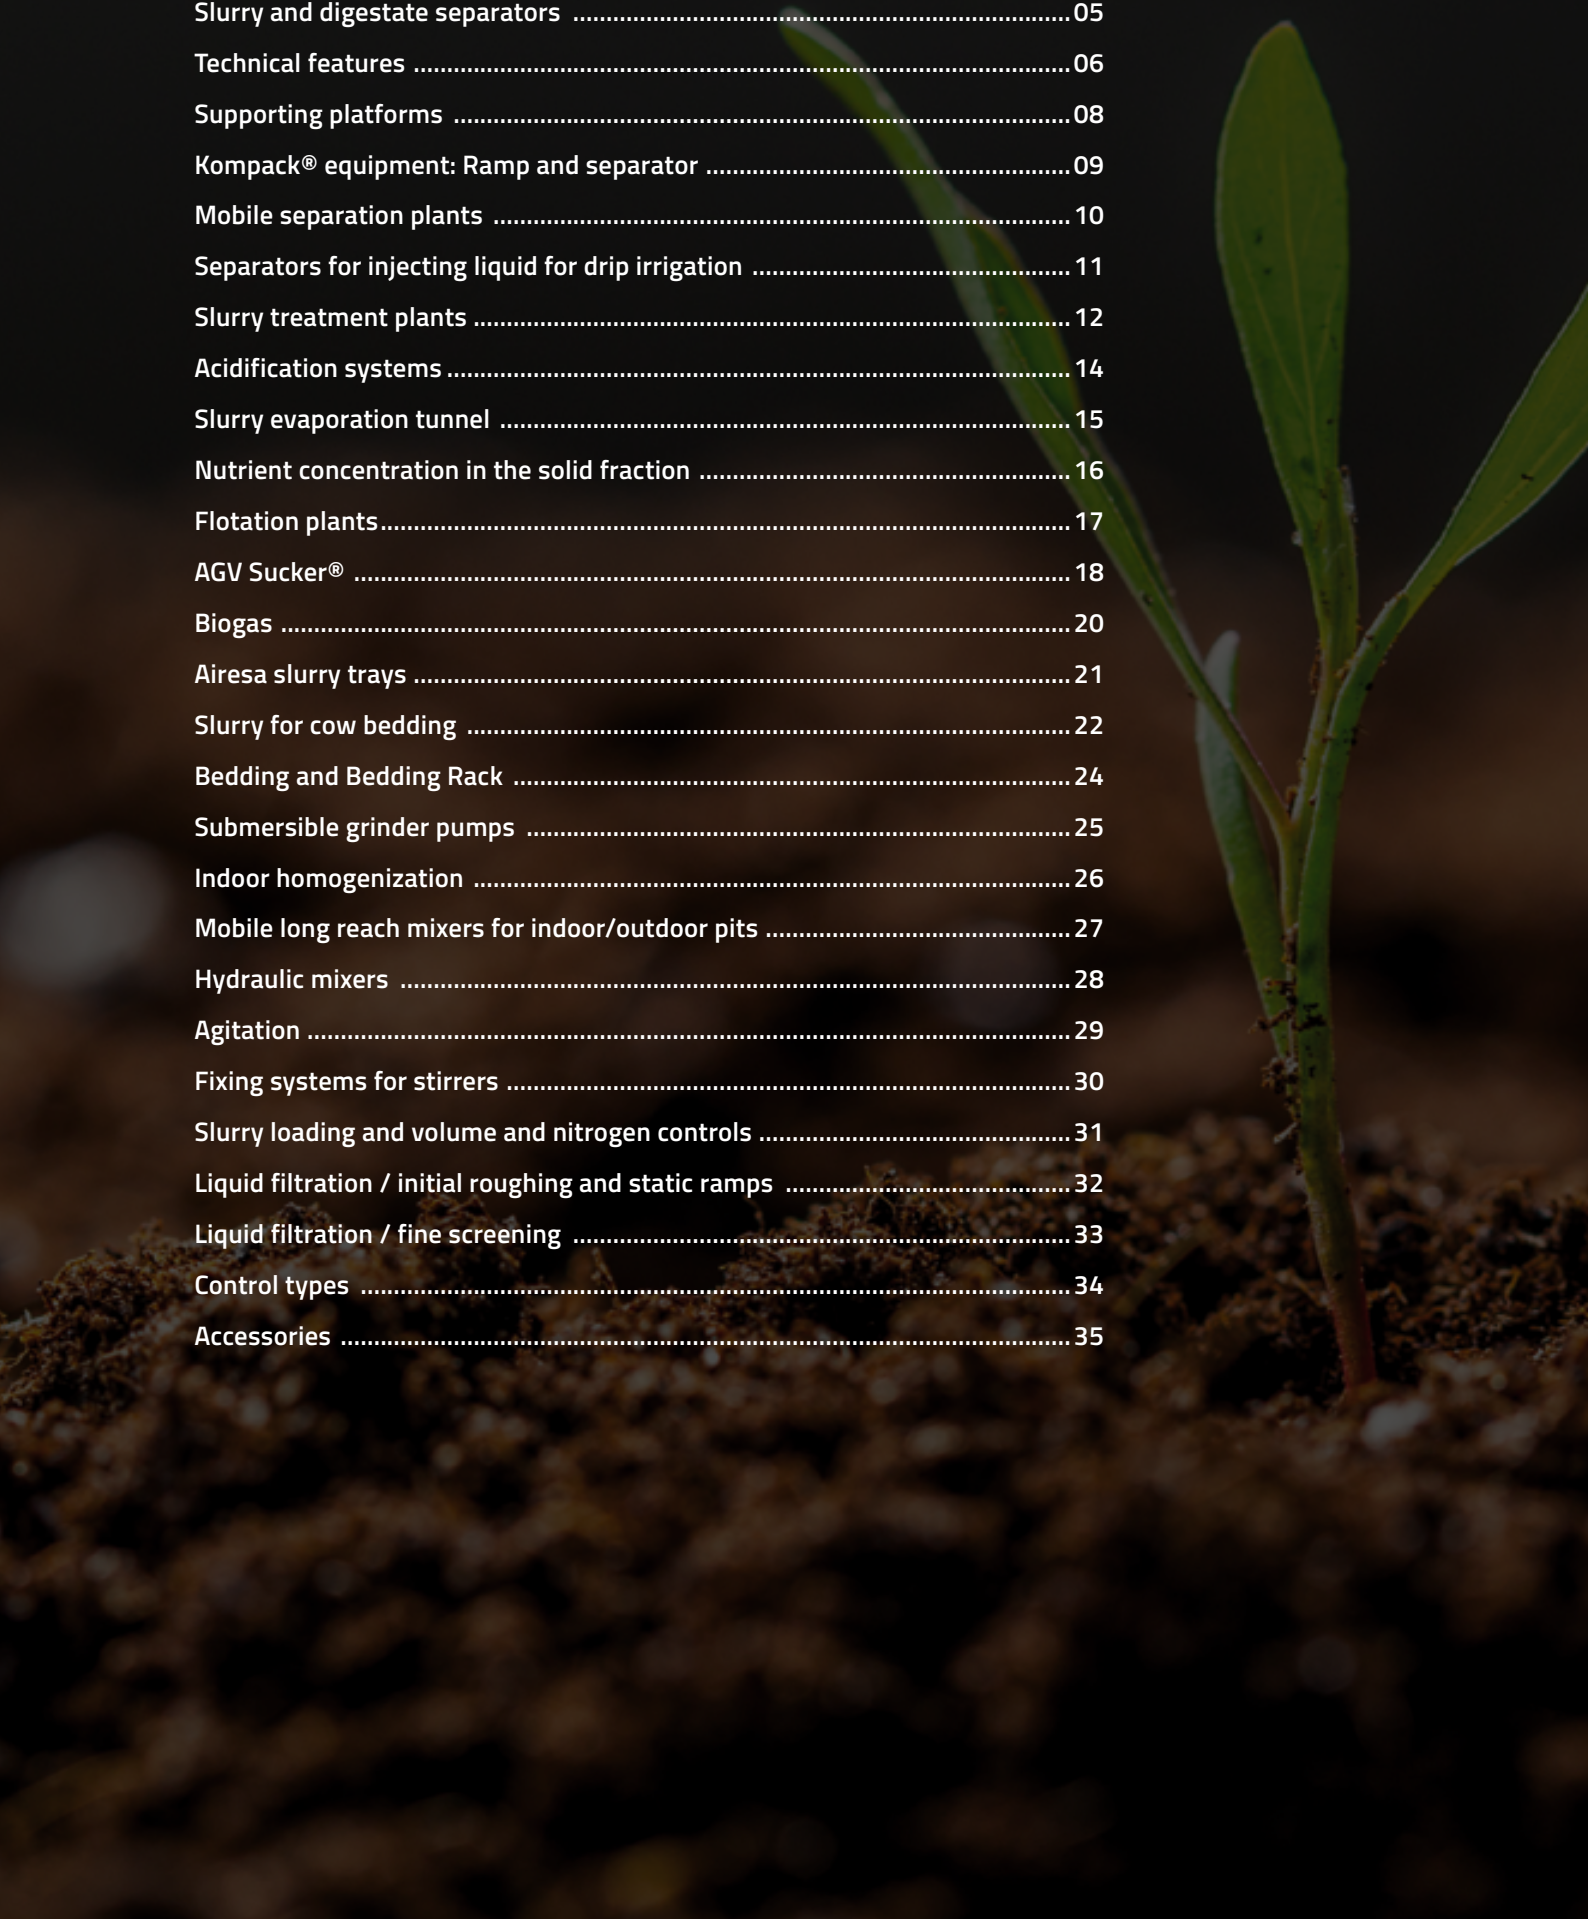 Slurry and digestate separators ........................................................................... 05
Technical features ................................................................................................... 06
Supporting platforms ............................................................................................. 08
Kompack® equipment: Ramp and separator ....................................................... 09
Mobile separation plants ....................................................................................... 10
Separators for injecting liquid for drip irrigation ................................................ 11
Slurry treatment plants .......................................................................................... 12
Acidification systems .............................................................................................. 14
Slurry evaporation tunnel ...................................................................................... 15
Nutrient concentration in the solid fraction ........................................................ 16
Flotation plants........................................................................................................ 17
AGV Sucker® ............................................................................................................ 18
Biogas ....................................................................................................................... 20
Airesa slurry trays ................................................................................................... 21
Slurry for cow bedding ........................................................................................... 22
Bedding and Bedding Rack .................................................................................... 24
Submersible grinder pumps .................................................................................. 25
Indoor homogenization .......................................................................................... 26
Mobile long reach mixers for indoor/outdoor pits .............................................. 27
Hydraulic mixers ..................................................................................................... 28
Agitation ................................................................................................................... 29
Fixing systems for stirrers ..................................................................................... 30
Slurry loading and volume and nitrogen controls ............................................... 31
Liquid filtration / initial roughing and static ramps ........................................... 32
Liquid filtration / fine screening ........................................................................... 33
Control types ........................................................................................................... 34
Accessories .............................................................................................................. 35